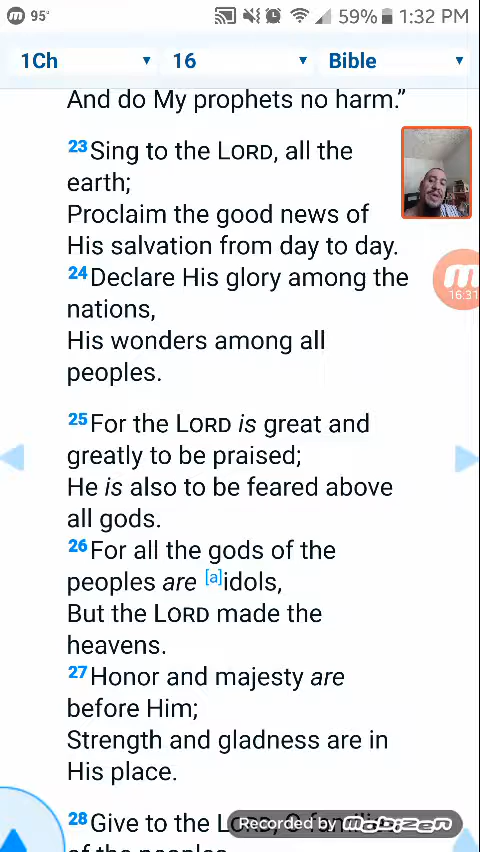 95° 59% 1:32 PM
1Ch 16 Bible
And do My prophets no harm.”
23 Sing to the LORD, all the
earth;
Proclaim the good news of
His salvation from day to day.
24 Declare His glory among the
nations,
His wonders among all
peoples.
25 For the LORD is great and
greatly to be praised;
He is also to be feared above
all gods.
26 For all the gods of the
peoples are [a]idols,
But the LORD made the
heavens.
27 Honor and majesty are
before Him;
Strength and gladness are in
His place.
28 Give to the LORD, O families
of the peoples
16:31
Recorded by mobizen